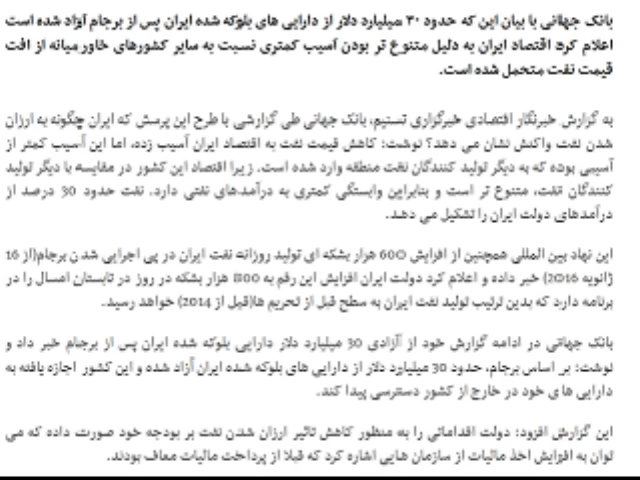 بانک جهانی با بیان این که حدود ۳۰ میلیارد دلار از دارایی های بلوکه شده ایران پس از برجام آزاد شده است
اعلام کرد اقتصاد ایران به دلیل متنوع تر بودن آسیب کمتری نسبت به سایر کشورهای خاورمیانه از افت
قیمت نفت متحمل شده است.
به گزارش خبرنگار اقتصادی خبرگزاری تسنیم، بانک جهانی طی گزارشی با طرح این پرسش که ایران چگونه به ارزان
شدن نفت واکنش نشان می دهد؟ نوشت: کاهش قیمت نفت به اقتصاد ایران آسیب زده، اما این آسیب کمتر از
آسیبی بوده که به دیگر تولید کنندگان نفت منطقه وارد شده است. زیرا اقتصاد این کشور در مقایسه با دیگر تولید
کنندگان نفت، متنوع تر است و بنابراین وابستگی کمتری به درآمدهای نفتی دارد. نفت حدود 30 درصد از
درآمدهای دولت ایران را تشکیل می دهد.
این نهاد بین المللی همچنین از افزایش 600 هزار بشکه ای تولید روزانه نفت ایران در پی اجرایی شدن برجام(از 16
ژانویه 2016) خبر داده و اعلام کرد دولت ایران افزایش این رقم به 800 هزار بشکه در روز در تابستان امسال را در
برنامه دارد که بدین ترتیب تولید نفت ایران به سطح قبل از تحریم ها(قبل از 2014) خواهد رسید.
بانک جهانی در ادامه گزارش خود از آزادی 30 میلیارد دلار دارایی بلوکه شده ایران پس از برجام خبر داد و
نوشت: بر اساس برجام، حدود 30 میلیارد دلار از دارایی های بلوکه شده ایران آزاد شده و این کشور اجازه یافته به
دارایی ها ی خود در خارج از کشور دسترسی پیدا کند.
این گزارش افزود: دولت اقداماتی را به منظور کاهش تاثیر ارزان شدن نفت بر بودجه خود صورت داده که می
توان به افزایش اخذ مالیات از سازمان هایی اشاره کرد که قبلا از پرداخت مالیات معاف بودند.